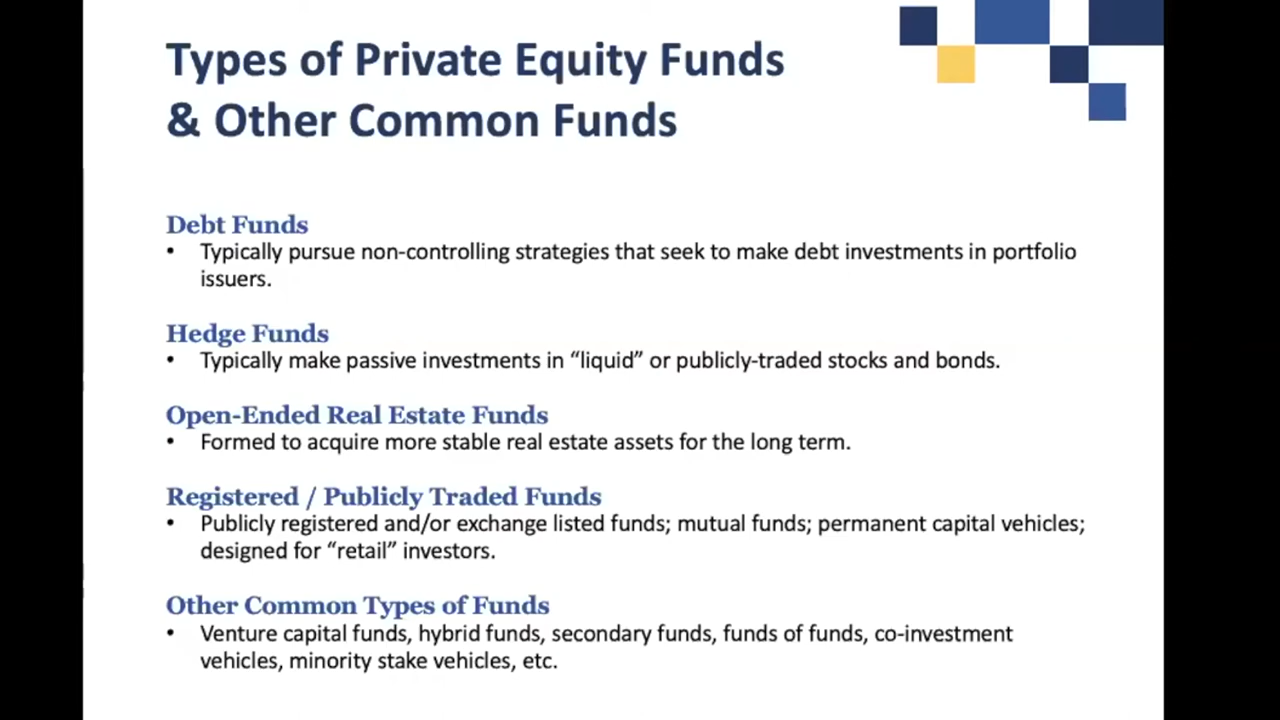 Types of Private Equity Funds
& Other Common Funds
Debt Funds
• Typically pursue non-controlling strategies that seek to make debt investments in portfolio
issuers.
Hedge Funds
• Typically make passive investments in “liquid” or publicly-traded stocks and bonds.
Open-Ended Real Estate Funds
• Formed to acquire more stable real estate assets for the long term.
Registered / Publicly Traded Funds
• Publicly registered and/or exchange listed funds; mutual funds; permanent capital vehicles;
designed for “retail” investors.
Other Common Types of Funds
• Venture capital funds, hybrid funds, secondary funds, funds of funds, co-investment
vehicles, minority stake vehicles, etc.